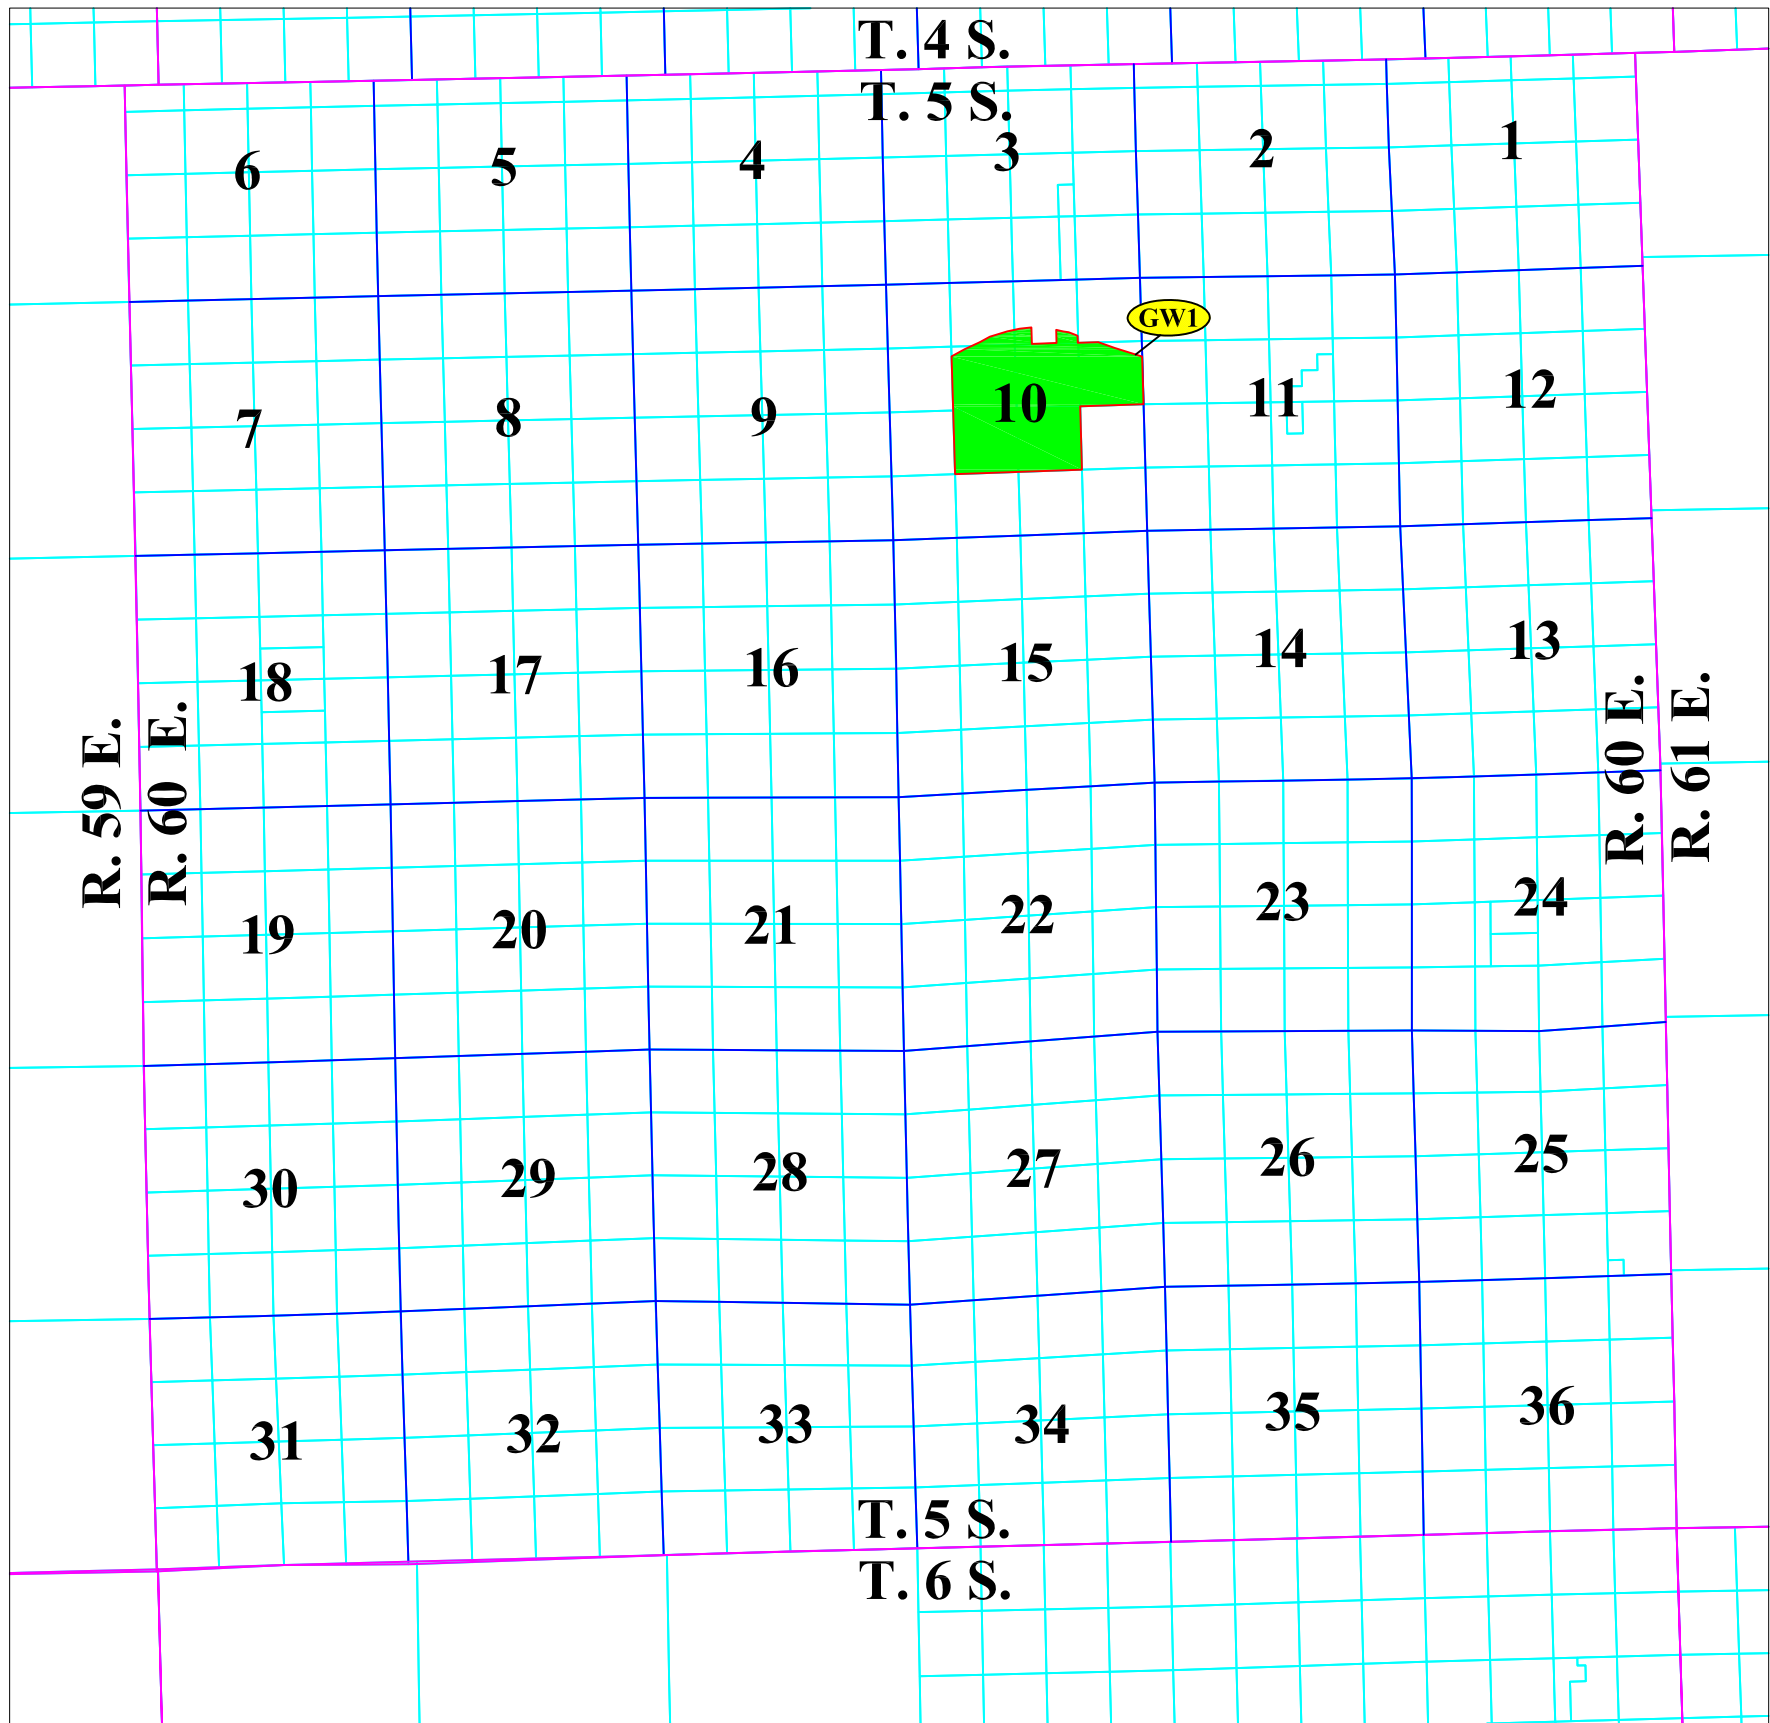 T. 4 S.
T. 5 S.
6 5 4 3 2 1
GW1
7 8 9 10 11 12
18 17 16 15 14 13
R. 59 E.
R. 60 E.
R. 60 E.
R. 61 E.
19 20 21 22 23 24
30 29 28 27 26 25
31 32 33 34 35 36
T. 5 S.
T. 6 S.